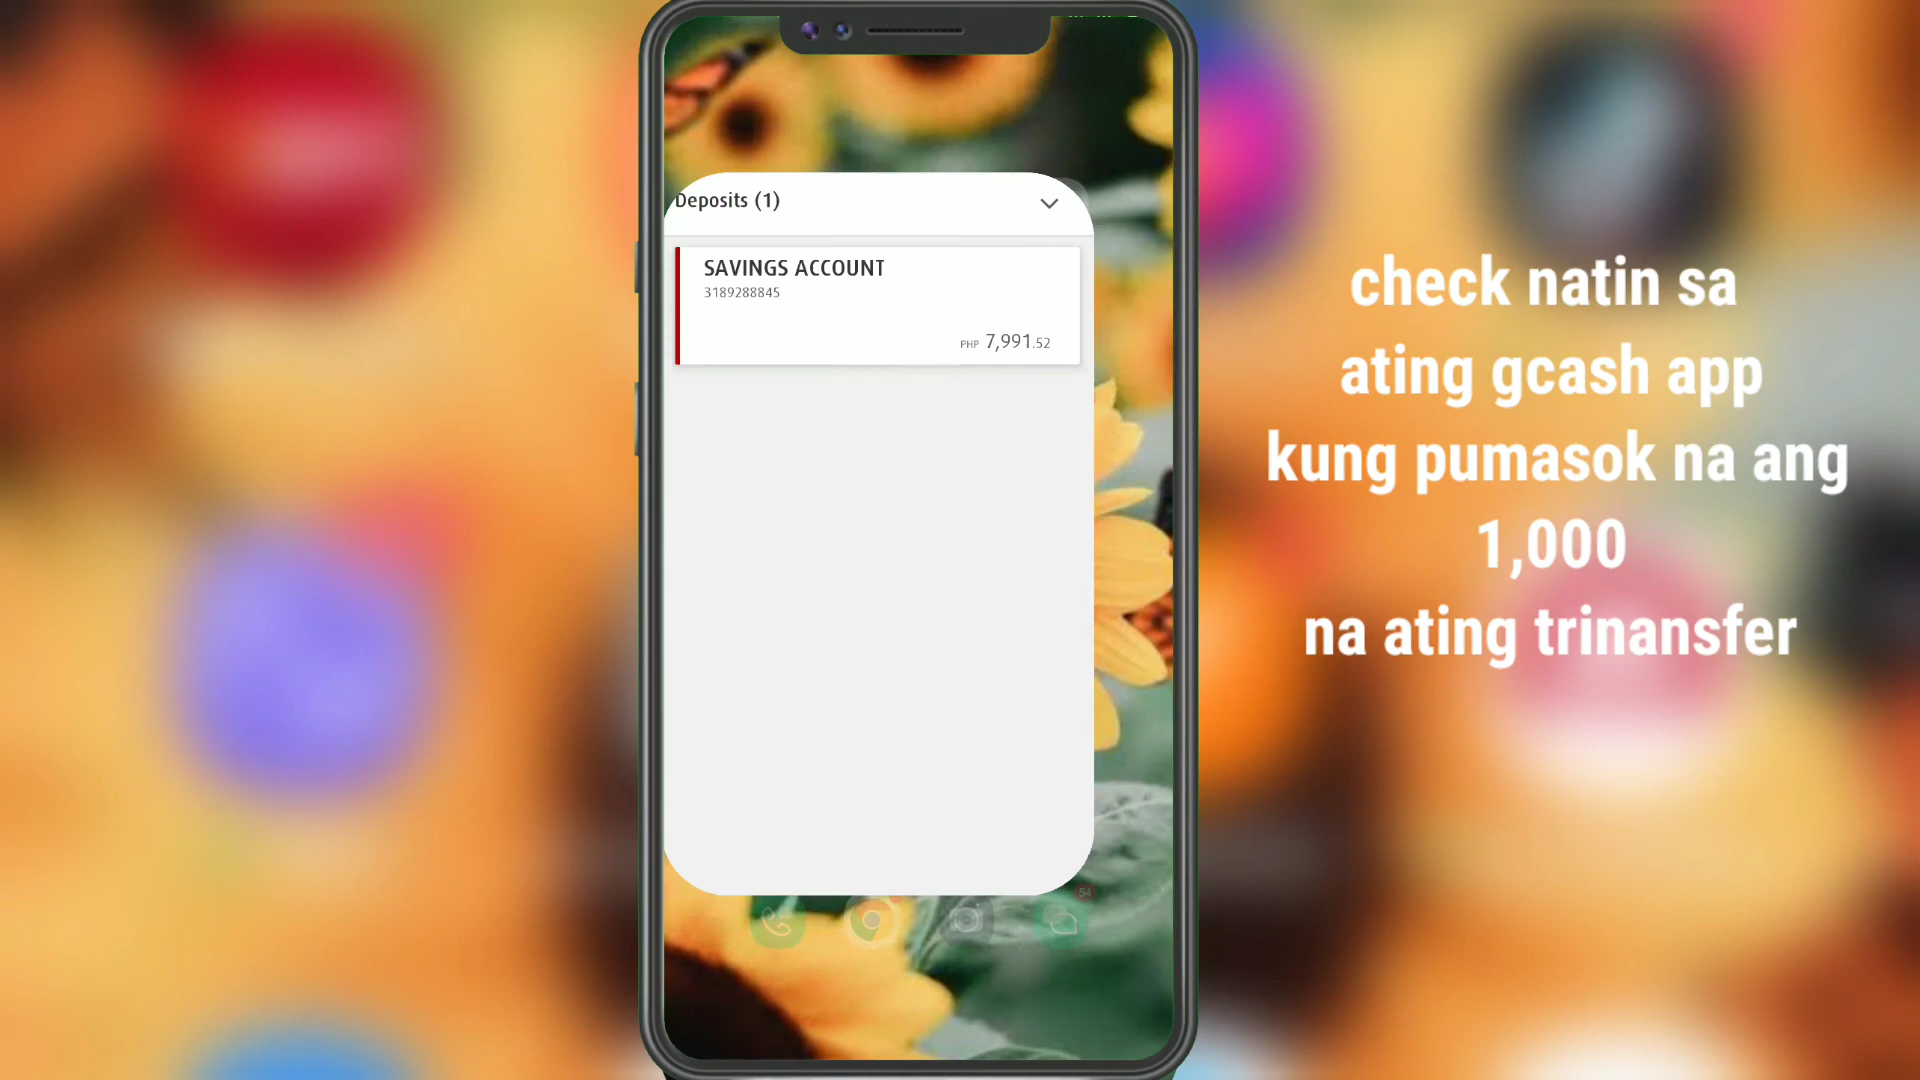 Deposits (1)
SAVINGS ACCOUNT
3189288845
PHP 7,991.52
54
check natin sa
ating gcash app
kung pumasok na ang
1,000
na ating trinansfer